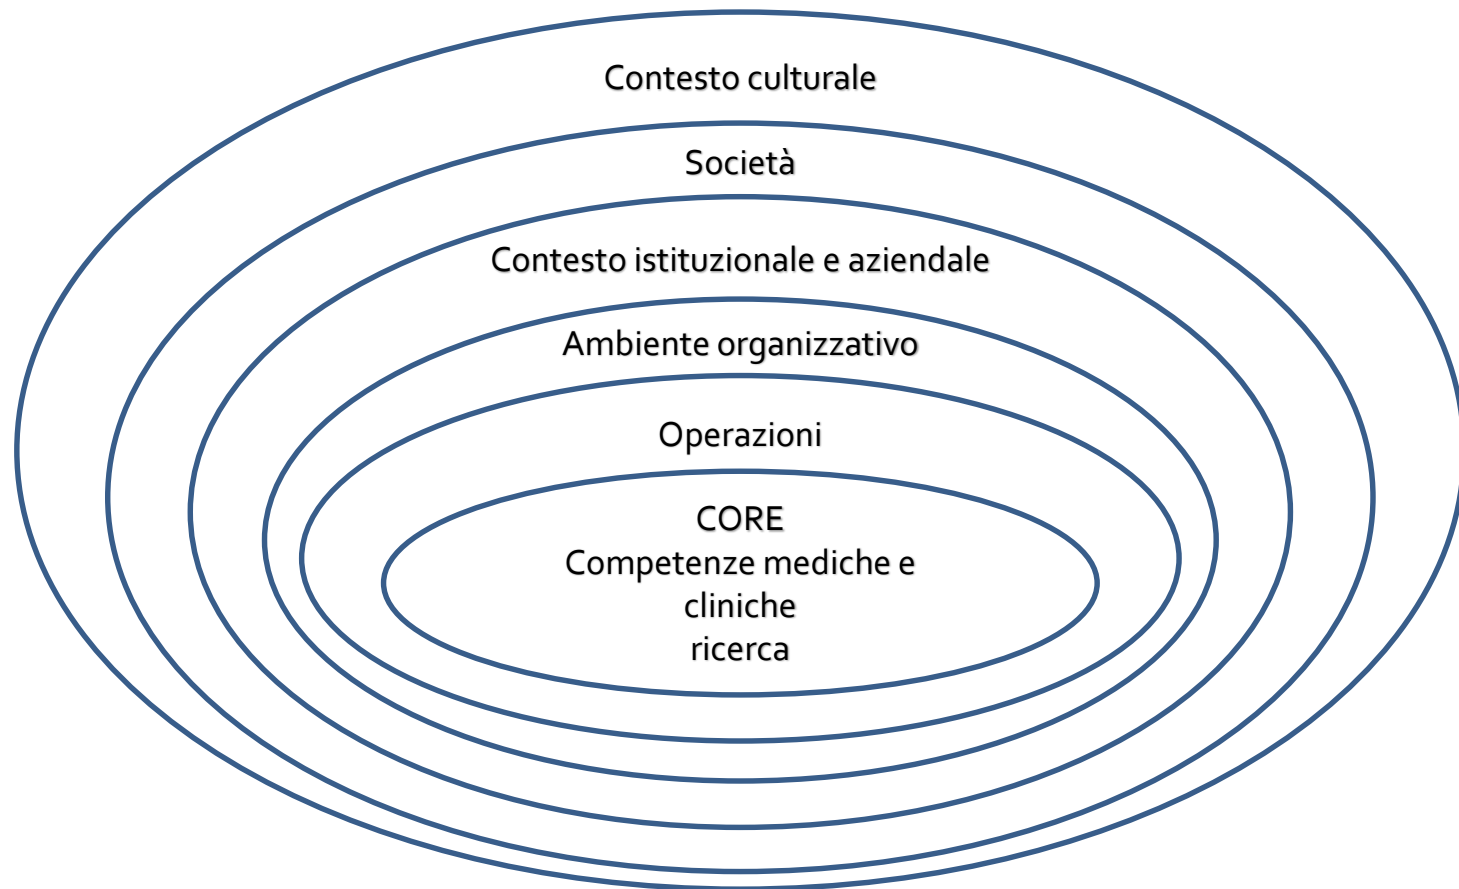 Contesto culturale
Società
Contesto istituzionale e aziendale
Ambiente organizzativo
Operazioni
CORE
Competenze mediche e
cliniche
ricerca